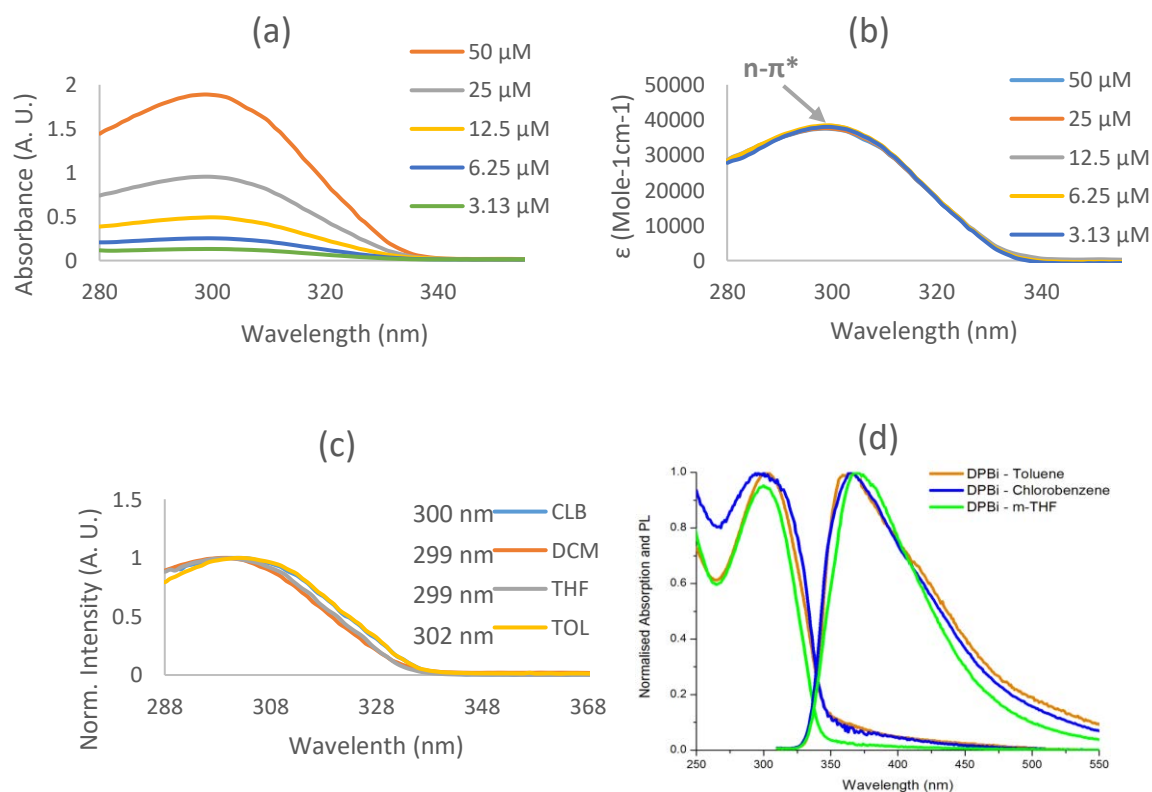 (a)
50 μM
25 μM
12.5 μM
6.25 μM
3.13 μM
Absorbance (A. U.)
2
1.5
1
0.5
0
280
300
320
340
Wavelength (nm)
(b)
n-π*
50 μM
25 μM
12.5 μM
6.25 μM
3.13 μM
ε (Mole-1cm-1)
50000
40000
30000
20000
10000
0
280
300
320
340
Wavelength (nm)
(c)
Norm. Intensity (A. U.)
1.5
1
0.5
0
300 nm CLB
299 nm DCM
299 nm THF
302 nm TOL
288
308
328
348
368
Wavelenth (nm)
(d)
DPBi - Toluene
DPBi - Chlorobenzene
DPBi - m-THF
Normalised Absorption and PL
1.0
0.8
0.6
0.4
0.2
0.0
250
300
350
400
450
500
550
Wavelength (nm)